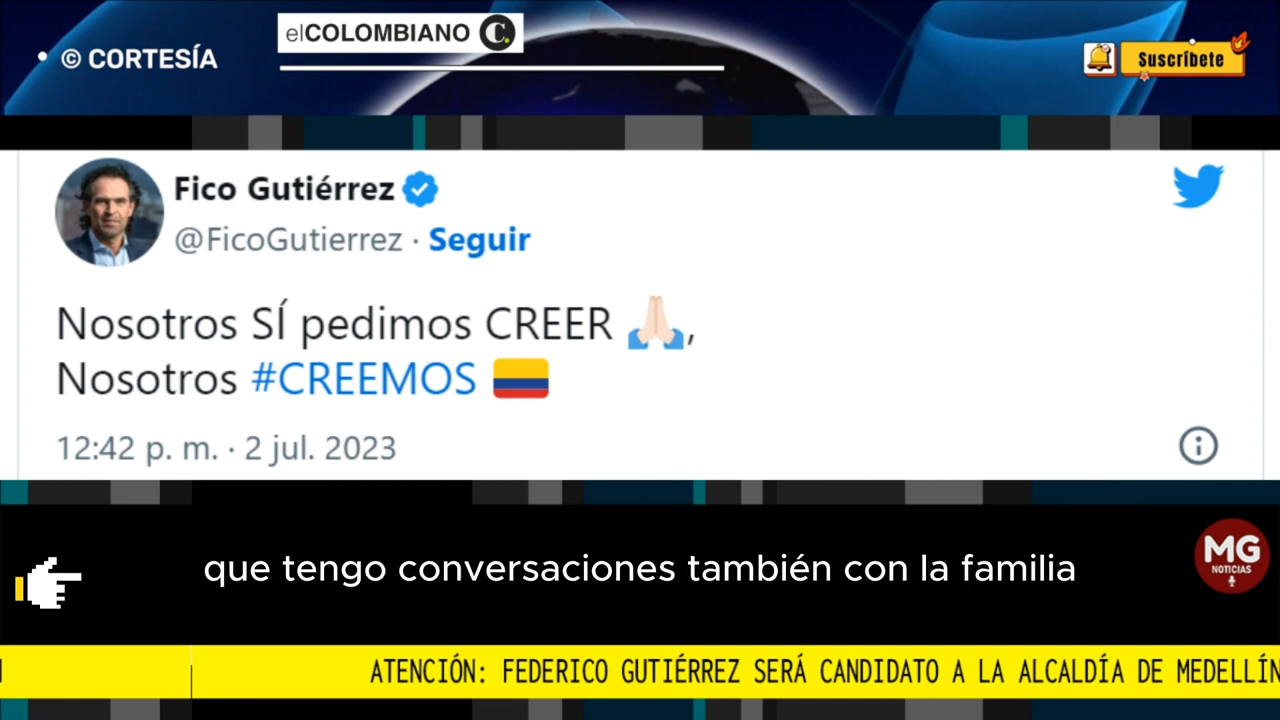 © CORTESÍA
elCOLOMBIANO C.
Suscríbete
Fico Gutiérrez
@FicoGutierrez · Seguir
Nosotros SÍ pedimos CREER 🙏🏻,
Nosotros #CREEMOS 🇨🇴
12:42 p. m. · 2 jul. 2023
que tengo conversaciones también con la familia
MG
NOTICIAS
ATENCIÓN: FEDERICO GUTIÉRREZ SERÁ CANDIDATO A LA ALCALDÍA DE MEDELLÍN